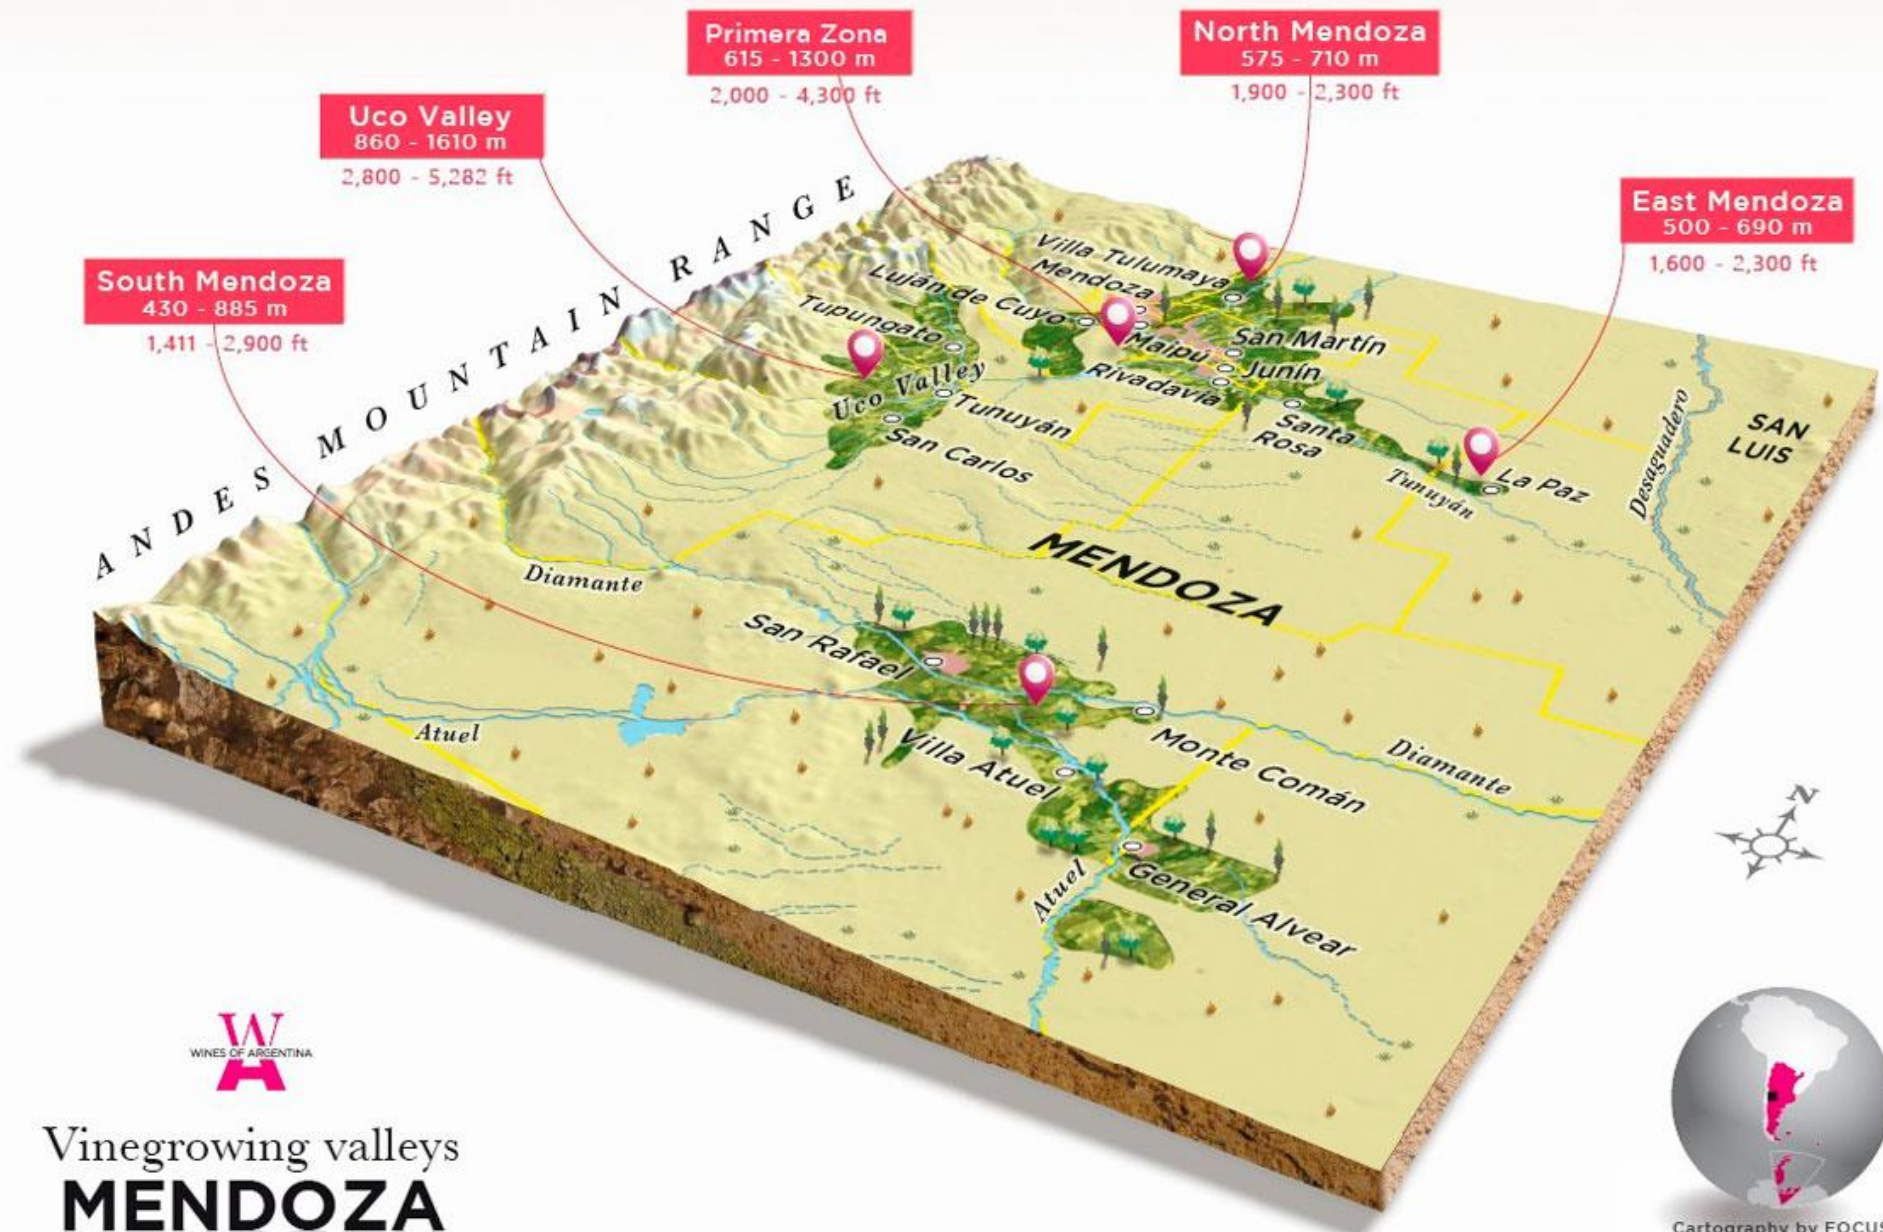 Primera Zona
615 - 1300 m
2,000 - 4,300 ft
North Mendoza
575 - 710 m
1,900 - 2,300 ft
Uco Valley
860 - 1610 m
2,800 - 5,282 ft
East Mendoza
500 - 690 m
1,600 - 2,300 ft
South Mendoza
430 - 885 m
1,411 - 2,900 ft
ANDES MOUNTAIN RANGE
Villa Tulumaya
Mendoza
Luján de Cuyo
Tupungato
Maipú
San Martín
Junín
Rivadavia
Uco Valley
Tunuyán
San Carlos
Santa
Rosa
Tunuyán
La Paz
Desaguadero
SAN
LUIS
MENDOZA
Diamante
San Rafael
Atuel
Villa Atuel
Monte Comán
Diamante
Atuel
General Alvear
N
WA
WINES OF ARGENTINA
Vinegrowing valleys
MENDOZA
Cartography by FOCUS